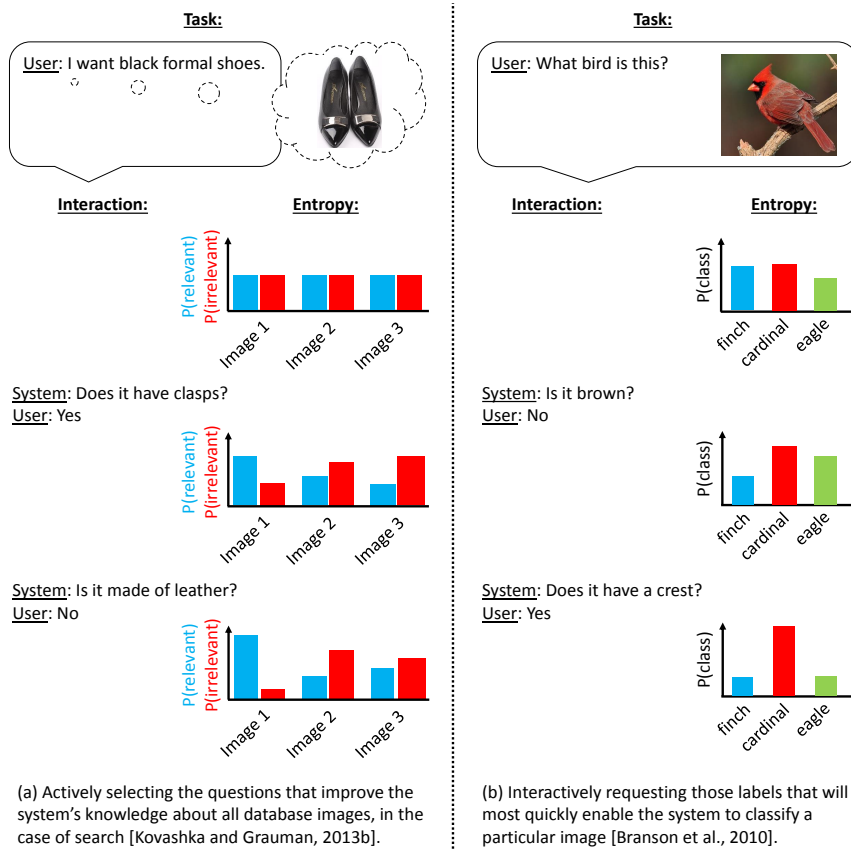 Task:
User: I want black formal shoes.
Interaction:
Entropy:
P(relevant)
P(irrelevant)
Image 1
Image 2
Image 3
System: Does it have clasps?
User: Yes
P(relevant)
P(irrelevant)
Image 1
Image 2
Image 3
System: Is it made of leather?
User: No
P(relevant)
P(irrelevant)
Image 1
Image 2
Image 3
(a) Actively selecting the questions that improve the
system's knowledge about all database images, in the
case of search [Kovashka and Grauman, 2013b].
Task:
User: What bird is this?
Interaction:
Entropy:
P(class)
finch
cardinal
eagle
System: Is it brown?
User: No
P(class)
finch
cardinal
eagle
System: Does it have a crest?
User: Yes
P(class)
finch
cardinal
eagle
(b) Interactively requesting those labels that will
most quickly enable the system to classify a
particular image [Branson et al., 2010].